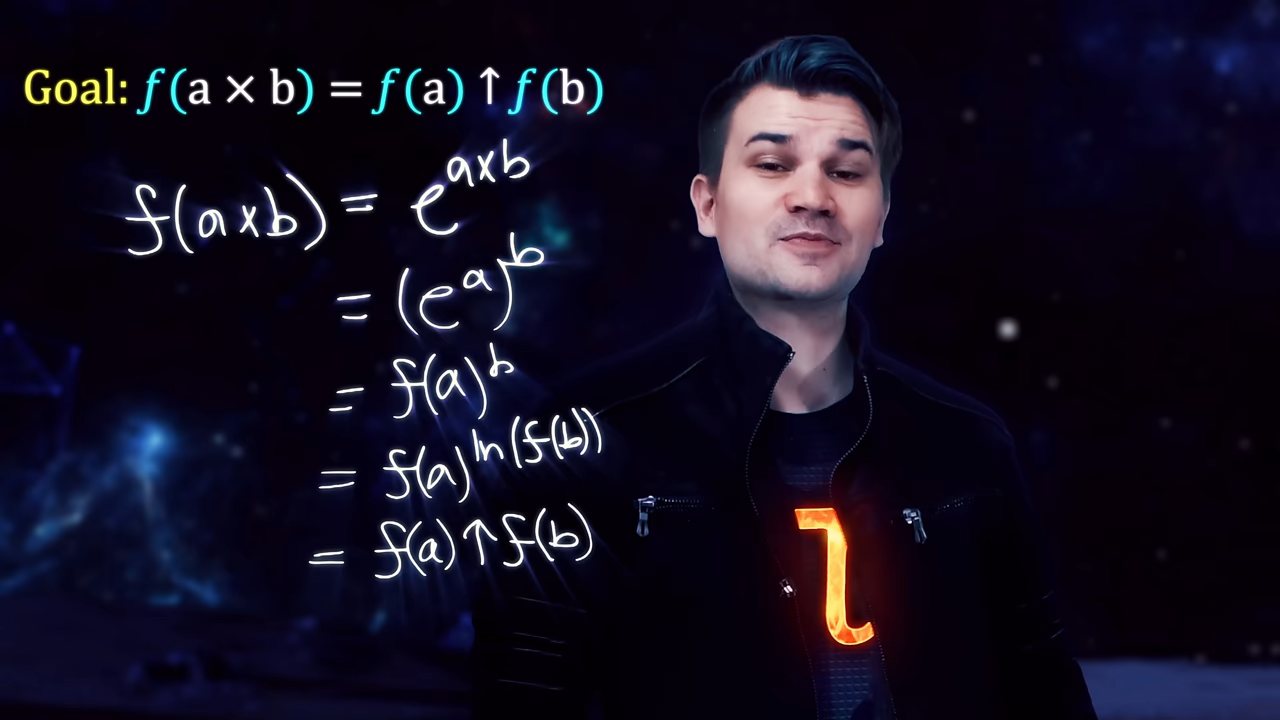 Goal: f(a × b) = f(a) ↑ f(b)
f(a×b) = e^{a×b}
= (e^a)^b
= f(a)^b
= f(a)^{ln(f(b))}
= f(a)↑f(b)